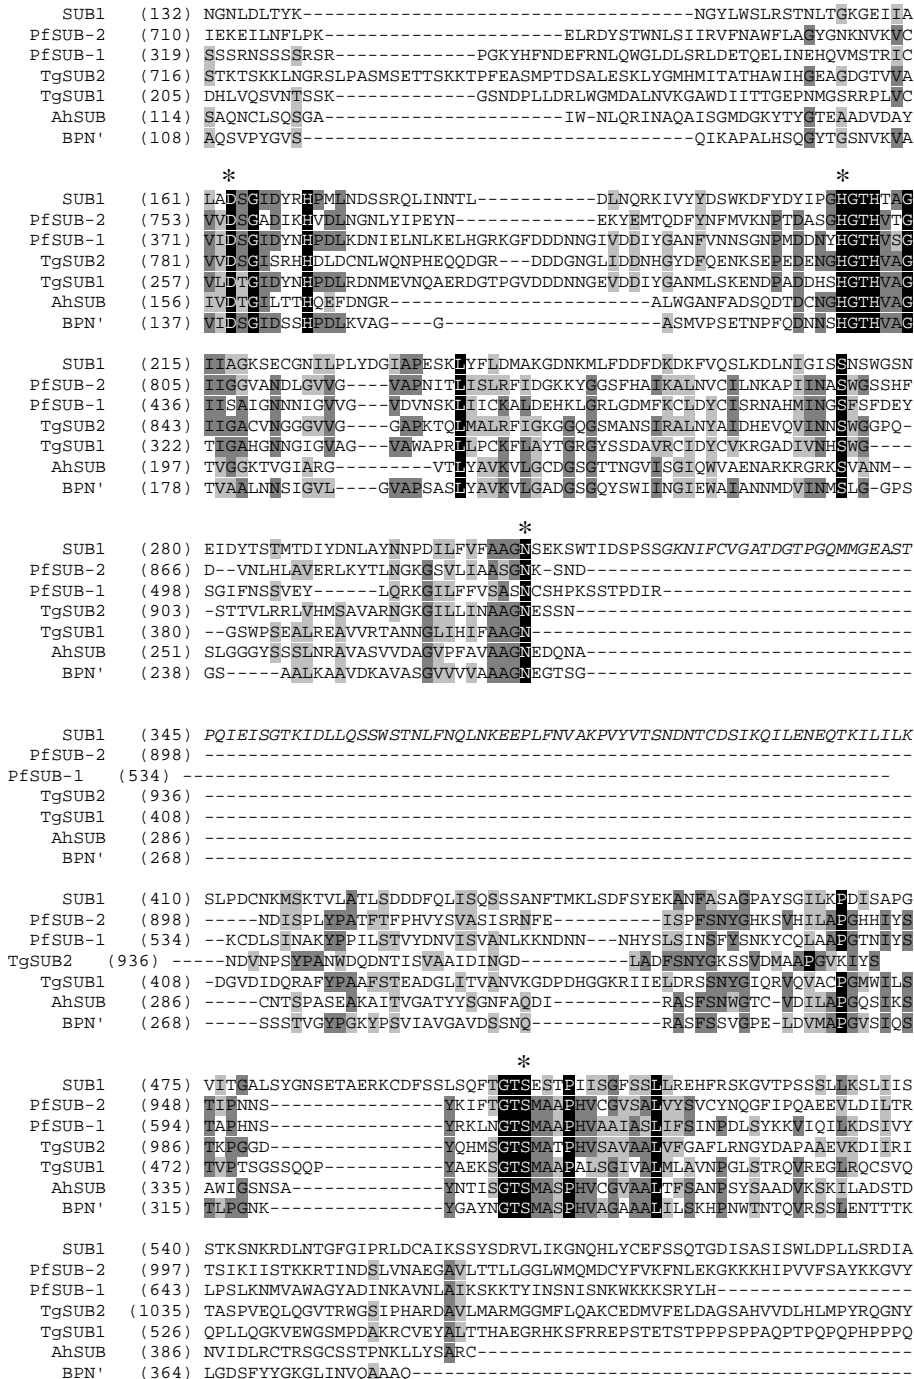 SUB1 (132) NGNLDLTYK-----------------------------------NGYLWSLRSTNLTGKGEIIA
PfSUB-2 (710) IEKEILNFLPK---------------------ELRDYSTWNLSIIRVFNAWFLAGYGNKNVKVC
PfSUB-1 (319) SSSRNSSSSRSR-------------PGKYHFNDEFRNLQWGLDLSRLDETQELINEHQVMSTRIC
TgSUB2 (716) STKTSKKLNGRSLPASMSETTSKKTPFEASMPTDSALESKLYGMHMITATHAWIHGEAGDGTVVA
TgSUB1 (205) DHLVQSVNTSSK-------------GSNDPLLDRLWGMDALNVKGAWDIITTGEPNMGSRRPLVC
AhSUB (114) SAQNCLSQSGA---------------------IW-NLQRINAQAISGMDGKYTYGTEAADVDAY
BPN' (108) AQSVPYGVS-----------------------------------QIKAPALHSQGYTGSNVKVA
* *
SUB1 (161) LADSGIDYRHPMLNDSSRQLINNTL-----------DLNQRKIVYYDSWKDFYDYIPGHGTHTAG
PfSUB-2 (753) VVDSGADIKHVDLNGNLYIPEYN-------------EKYEMTQDFYNFMVKNPTDASGHGTHVTG
PfSUB-1 (371) VIDSGIDYNHPDLKDNIELNLKELHGRKGFDDDNNGIVDDIYGANFVNNSGNPMDDNYHGTHVSG
TgSUB2 (781) VVDSGISRHHDLDCNLWQNPHEQQDGR---DDDGNGLIDDNHGYDFQENKSEPEDENGHGTHVAG
TgSUB1 (257) VLDTGIDYNHPDLRDNMEVNQAERDGTPGVDDDNNGEVDDIYGANMLSKENDPADDHSHGTHVAG
AhSUB (156) IVDTGILTTHQEFDNGR------------------------ALWGANFADSQDTDCNGHGTHVAG
BPN' (137) VIDSGIDSSHPDLKVAG----G--------------------ASMVPSETNPFQDNNSHGTHVAG
SUB1 (215) IIAGKSECGNILPLYDGIAPESKLYFLDMAKGDNKMLFDDFDKDKFVQSLKDLNIGISSNSWGSN
PfSUB-2 (805) IIGGVANDLGVVG----VAPNITLISLRFIDGKKYGGSFHAIKALNVCILNKAPIINASWGSSHF
PfSUB-1 (436) IISAIGNNNIGVVG---VDVNSKLIICKALDEHKLGRLGDMFKCLDYCISRNAHMINGSFSFDEY
TgSUB2 (843) IIGACVNGGGVVG----GAPKTQLMALRFIGKGGQGSMANSIRALNYAIDHEVQVINNSWGGPQ-
TgSUB1 (322) TIGAHGNNGIGVAG---VAWAPRLLPCKFLAYTGRGYSSDAVRCIDYCVKRGADIVNHSWG----
AhSUB (197) TVGGKTVGIARG---------VTLYAVKVLGCDGSGTTNGVISGIQWVAENARKRGRKSVANM--
BPN' (178) TVAALNNSIGVL----GVAPSASLYAVKVLGADGSGQYSWIINGIEWAIANNMDVINMSLG-GPS
*
SUB1 (280) EIDYTSTMTDIYDNLAYNNPDILFVFAAGNSEKSWTIDSPSSGKNIFCVGATDGTPGQMMGEAST
PfSUB-2 (866) D--VNLHLAVERLKYTLNGKGSVLIAASGNK-SND------------------------------
PfSUB-1 (498) SGIFNSSVEY------LQRKGILFFVSASNCSHPKSSTPDIR-----------------------
TgSUB2 (903) -STTVLRRLVHMSAVARNGKGILLINAAGNESSN-------------------------------
TgSUB1 (380) --GSWPSEALREAVVRTANNGLIHIFAAGN-----------------------------------
AhSUB (251) SLGGGYSSSLNRAVASVVDAGVPFAVAAGNEDQNA------------------------------
BPN' (238) GS-----AALKAAVDKAVASGVVVVVAAAGNEGTSG-----------------------------
SUB1 (345) PQIEISGTKIDLLQSSWSTNLFNQLNKEEPLFNVAKPVYVTSNDNTCDSIKQILENEQTKILILK
PfSUB-2 (898) -----------------------------------------------------------------
PfSUB-1 (534) -----------------------------------------------------------------
TgSUB2 (936) -----------------------------------------------------------------
TgSUB1 (408) -----------------------------------------------------------------
AhSUB (286) -----------------------------------------------------------------
BPN' (268) -----------------------------------------------------------------
SUB1 (410) SLPDCNKMSKTVLATLSDDDFQLISQSSSSANFTMKLSDFSYEKANFASAGPAYSGILKPDISAPG
PfSUB-2 (898) -----NDISPLYPATFTFPHVYSVASISRNFE----------ISPFSNYGHKSVHILAPGHHIYS
PfSUB-1 (534) --KCDLSINAKYPPILSTVYDNVISVANLKKNDNN---NHYSLSINSFYSNKYCQLAAPGTNIYS
TgSUB2 (936) -----NDVNPSYPANWDQDNTISVAAIDINGD----------LADFSNYGKSSVDMAAPGVKIYS
TgSUB1 (408) -DGVDIDQRAFYPAAFSTEADGLITVANVKGDPDHGGKRIIELDRSSNYGIQRVQVACPGMWILS
AhSUB (286) -----CNTSPASEAKAITVGATYYSGNFAQDI----------RASFSNWGTC-VDILAPGQSIKS
BPN' (268) -----SSSTVGYPGKYPSVIAVGAVDSSNQ------------RASFSSVGPE-LDVMAPGVSIQS
*
SUB1 (475) VITGALSYGNSETAERKCDFSSLSQFTGTSESTPIISGFSSLLREHFRSKGVTPSSSLLKSLIIS
PfSUB-2 (948) TIPNNS----------------YKIFTGTSMAAPHVCGVSALVYSVCYNQGFIPQAEEVLDILTR
PfSUB-1 (594) TAPHNS----------------YRKLNGTSMAAPHVAAIASLIFSINPDLSYKKVIQILKDSIVY
TgSUB2 (986) TKPGGD----------------YQHMSGTSMATPHVSAVAALVFGAFLRNGYDAPAAEVKDILIRI
TgSUB1 (472) TVPTSGSSQQP-----------YAEKSGTSMAAPALSGIVALMLAVNPGLSTRQVREGLRQCSVQ
AhSUB (335) AWIGSNSA--------------YNTISGTSMASPHVCGVAALTFSANPSYSAADVKSKILADSTD
BPN' (315) TLPGNK----------------YGAYNGTSMASPHVAGAAALILSKHPNWTNTQVRSSLENTTTK
SUB1 (540) STKSNKRDLNTGFGIPRLDCAIKSSYSDRVLIKGNQHLYCEFSSQTGDISASISWLDPLLSRDIA
PfSUB-2 (997) TSIKIISTKKRTINDSLVNAEGAVLTTLLGGLWMQMDCYFVKFNLEKGKKKHIPVVFSAYKKGVY
PfSUB-1 (643) LPSLKNMVAWAGYADINKAVNLAIKSKKTYINSNISNKWKKKSRYLH------------------
TgSUB2 (1035) TASPVEQLQGVTRWGSIPHARDAVLMARMGGMFLQAKCEDMVFELDAGSAHVVDLHLMPYRQGNY
TgSUB1 (526) QPLLQGKVEWGSMPDAKRCVEYALTTHAEGRHKSFRREPSTETSTPPPSPPAQPTPQPQPHPPPQ
AhSUB (386) NVIDLRCTRSGCSSTPNKLLYSARC----------------------------------------
BPN' (364) LGDSFYYGKGLINVQAAAQ----------------------------------------------